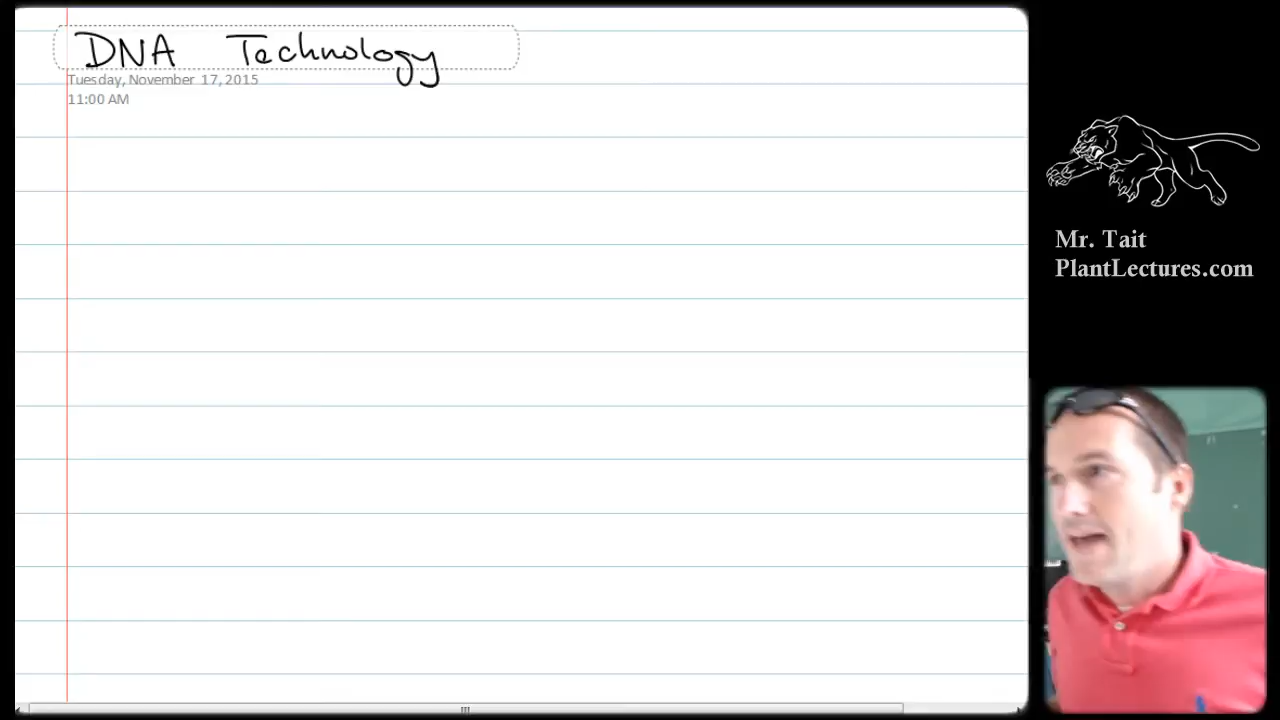 DNA Technology
Tuesday, November 17, 2015
11:00 AM
Mr. Tait
PlantLectures.com